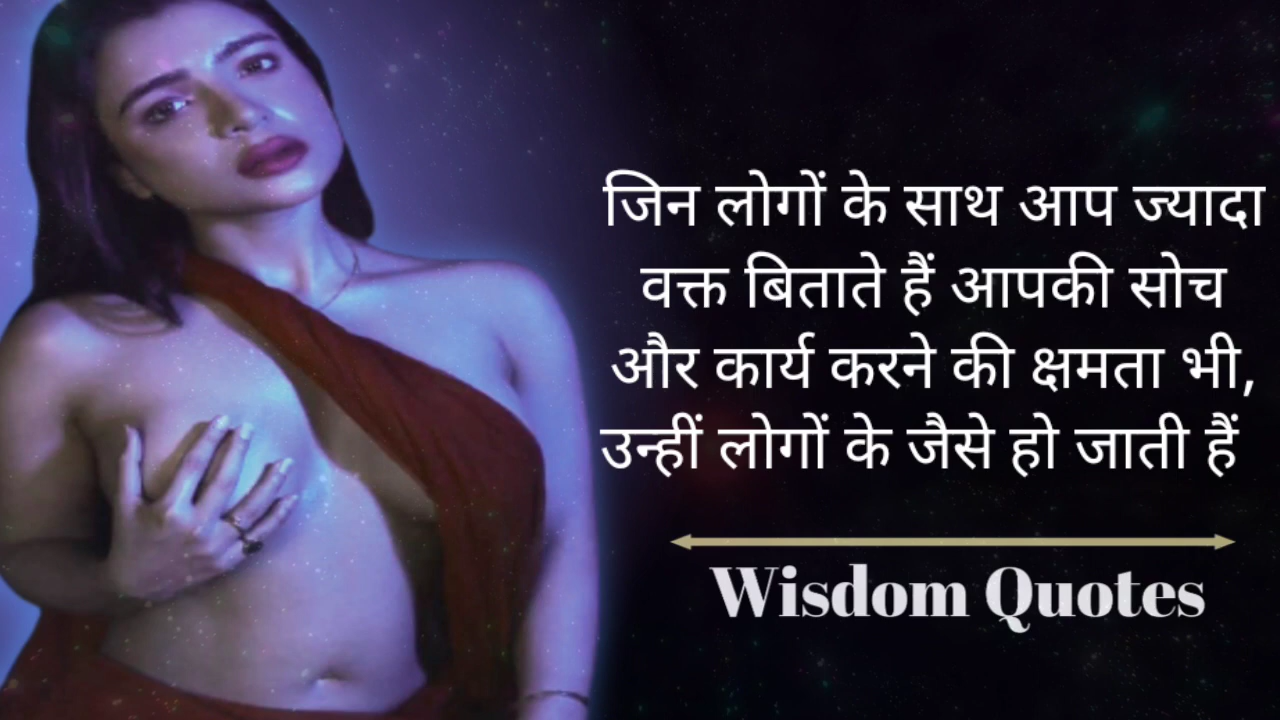 जिन लोगों के साथ आप ज्यादा
वक्त बिताते हैं आपकी सोच
और कार्य करने की क्षमता भी,
उन्हीं लोगों के जैसे हो जाती हैं
Wisdom Quotes